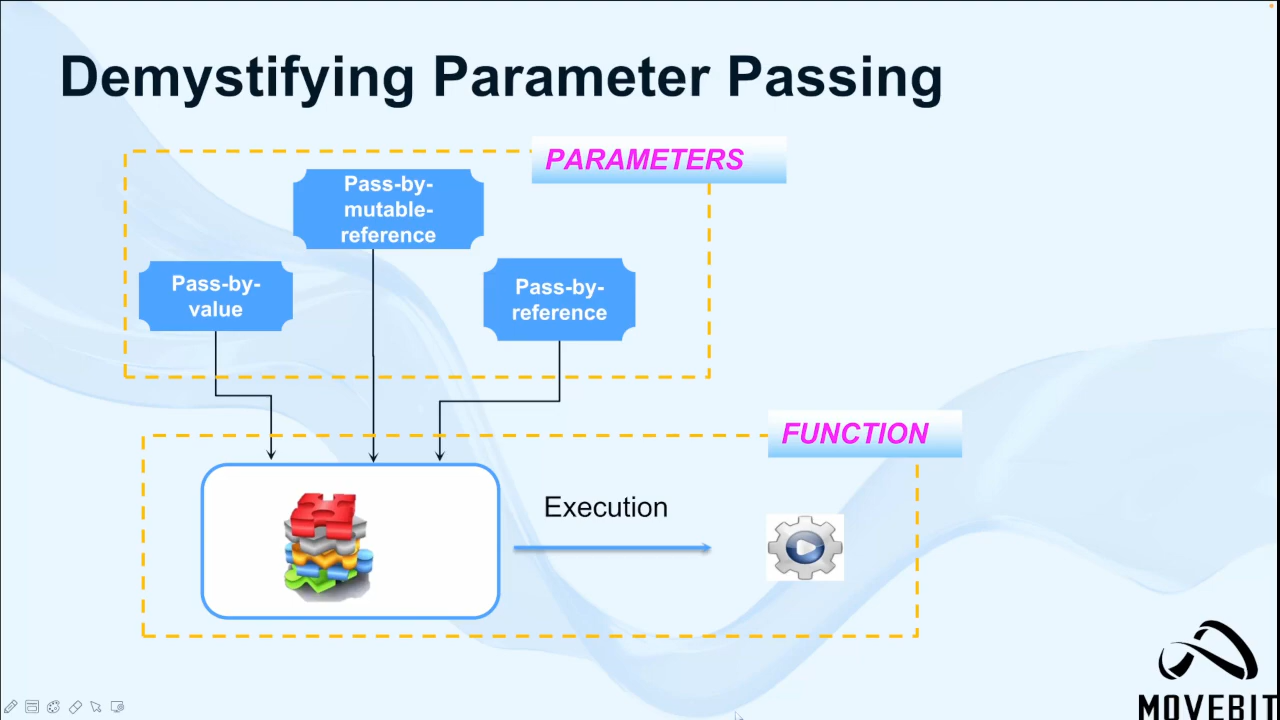 Demystifying Parameter Passing
PARAMETERS
Pass-by-
mutable-
reference
Pass-by-
value
Pass-by-
reference
FUNCTION
Execution
MOVEBIT